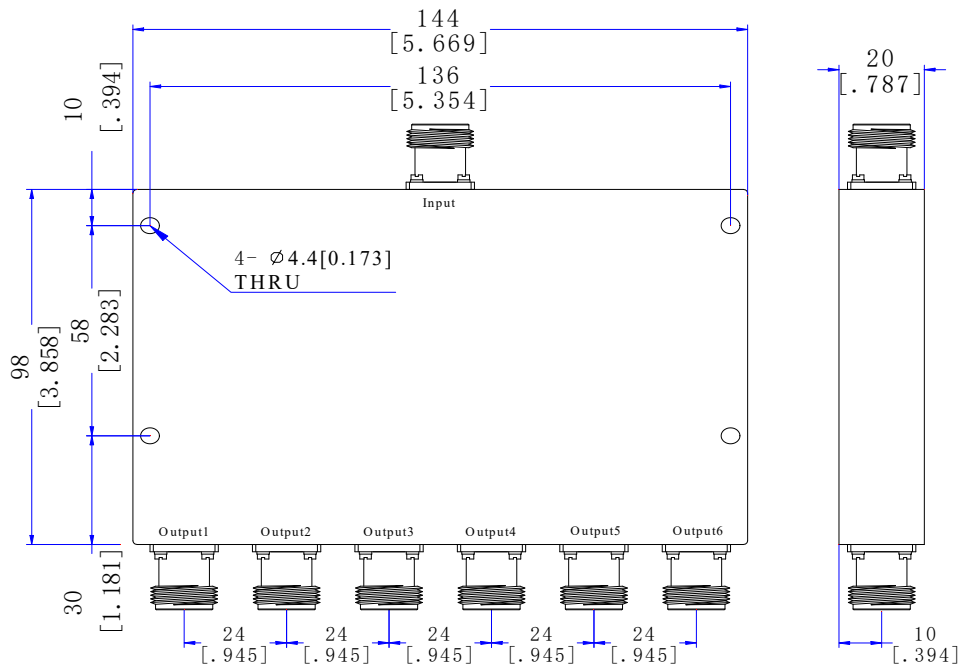 144
[5.669]
136
[5.354]
20
[.787]
10
[.394]
Input
4- Ø4.4[0.173]
THRU
98
[3.858]
58
[2.283]
Output1 Output2 Output3 Output4 Output5 Output6
30
[1.181]
24 24 24 24 24
[.945] [.945] [.945] [.945] [.945]
10
[.394]